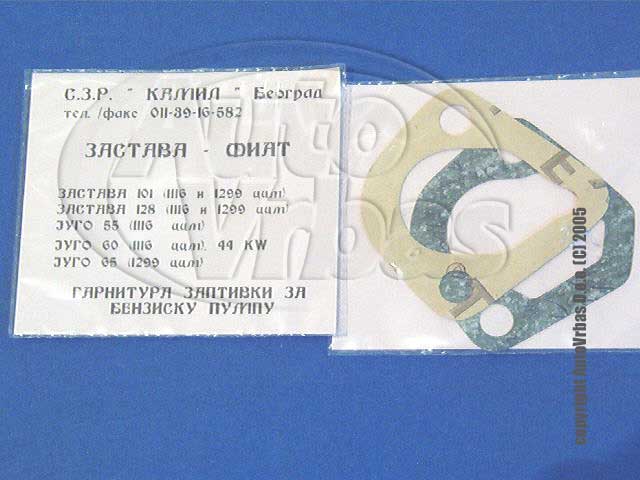 С.З.Р. " КАМИЛ " Београд
тел. /факс 011-39-16-582
ЗАСТАВА - ФИАТ
ЗАСТАВА 101 (1116 и 1299 ццм)
ЗАСТАВА 128 (1116 и 1299 ццм)
ЈУГО 55 (1116 ццм)
ЈУГО 60 (1116 ццм), 44 KW
ЈУГО 65 (1299 ццм)
ГАРНИТУРА ЗАПТИВКИ ЗА
БЕНЗИСКУ ПУМПУ
Auto
Vrbas
copyright AutoVrbas D.o.o. (C) 2005